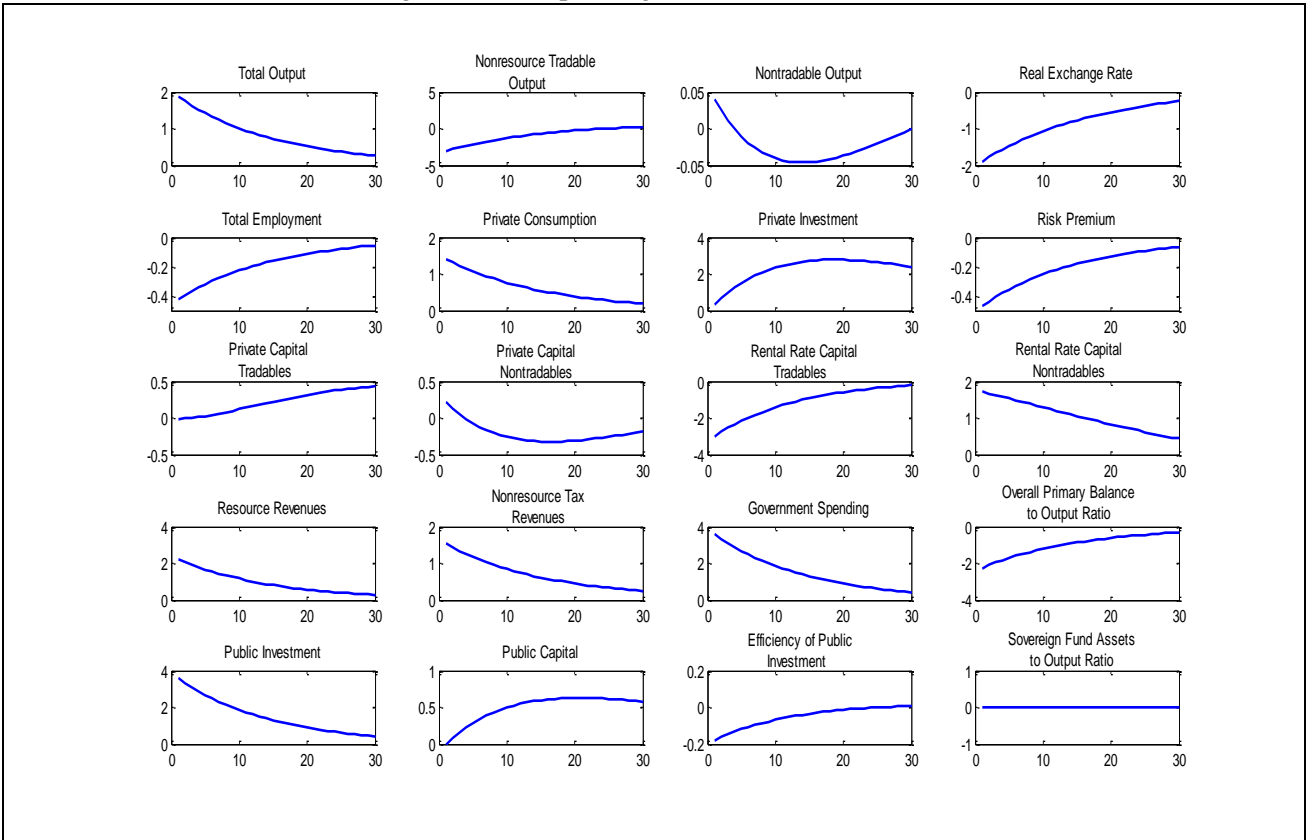 Total Output
Nonresource Tradable
Output
Nontradable Output
Real Exchange Rate
2
1
0
0 10 20 30
5
0
-5
0 10 20 30
0.05
0
-0.05
0 10 20 30
0
-1
-2
0 10 20 30
Total Employment
Private Consumption
Private Investment
Risk Premium
0
-0.2
-0.4
0 10 20 30
2
1
0
0 10 20 30
4
2
0
0 10 20 30
0
-0.2
-0.4
0 10 20 30
Private Capital
Tradables
Private Capital
Nontradables
Rental Rate Capital
Tradables
Rental Rate Capital
Nontradables
0.5
0
-0.5
0 10 20 30
0.5
0
-0.5
0 10 20 30
0
-2
-4
0 10 20 30
2
1
0
0 10 20 30
Resource Revenues
Nonresource Tax
Revenues
Government Spending
Overall Primary Balance
to Output Ratio
4
2
0
0 10 20 30
2
1
0
0 10 20 30
4
2
0
0 10 20 30
0
-2
-4
0 10 20 30
Public Investment
Public Capital
Efficiency of Public
Investment
Sovereign Fund Assets
to Output Ratio
4
2
0
0 10 20 30
1
0.5
0
0 10 20 30
0.2
0
-0.2
0 10 20 30
1
0
-1
0 10 20 30